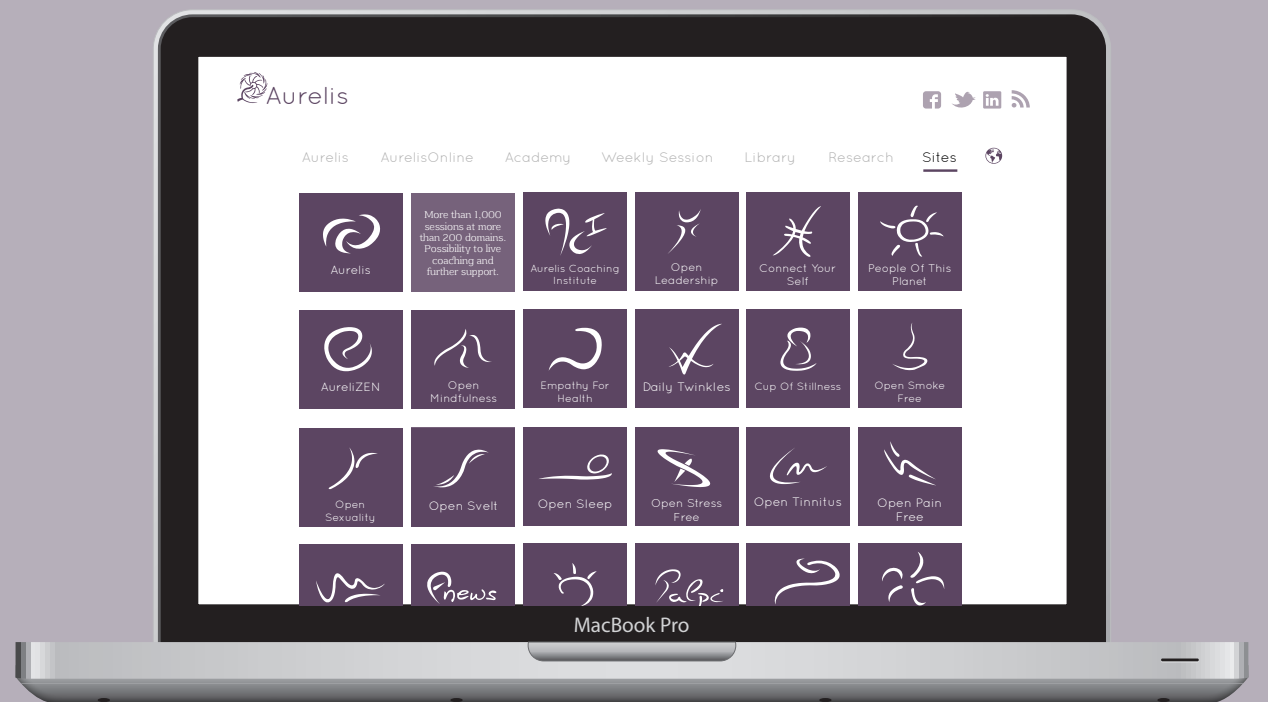 Aurelis
Aurelis AurelisOnline Academy Weekly Session Library Research Sites
Aurelis
More than 1,000
sessions at more
than 200 domains.
Possibility to live
coaching and
further support.
Aurelis Coaching
Institute
Open
Leadership
Connect Your
Self
People Of This
Planet
AureliZEN
Open
Mindfulness
Empathy For
Health
Daily Twinkles
Cup Of Stillness
Open Smoke
Free
Open
Sexuality
Open Svelt
Open Sleep
Open Stress
Free
Open Tinnitus
Open Pain
Free
Anews
Palpi
MacBook Pro